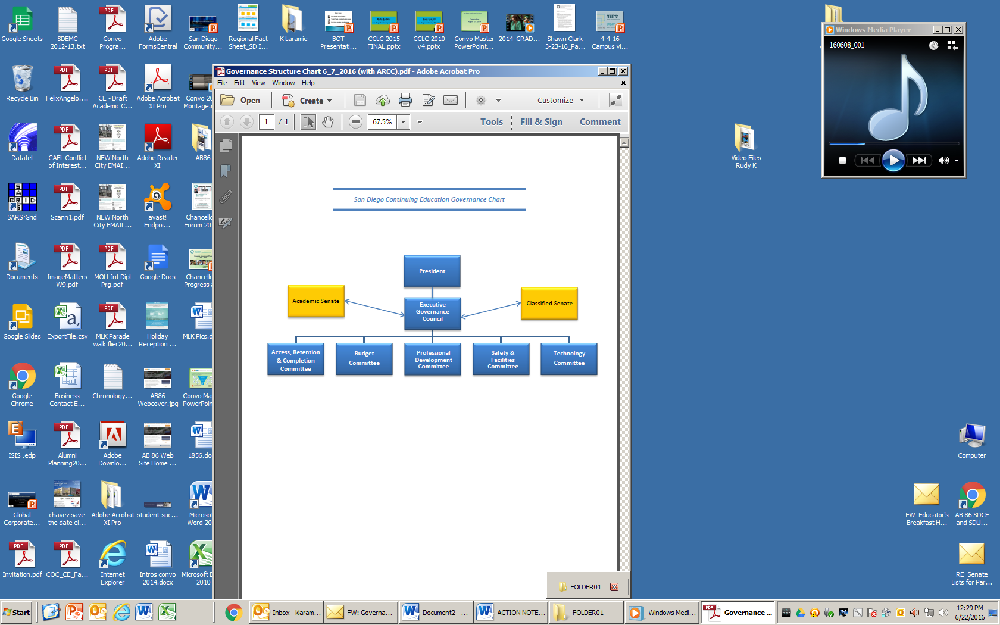 Google Sheets
SDEMC
2012-13.txt
Convo
Progra...
Adobe
FormsCentral
San Diego
Community...
Regional Fact
Sheet_SD I...
K Laramie
BOT
Presentati...
CCLC 2015
FINAL.pptx
CCLC 2010
v4.pptx
Convo Master
PowerPoint...
2014_GRAD...
Shawn Clark
3-23-16_Pa...
4-4-16
Campus vi...
Windows Media Player
160608_001
Recycle Bin
FelixAngelo....
CE - Draft
Academic C...
Adobe Acrobat
XI Pro
Convo 20
Montage.
Governance Structure Chart 6_7_2016 (with ARCC).pdf - Adobe Acrobat Pro
File Edit View Window Help
Open
Create
Customize
1 / 1
67.5%
Tools
Fill & Sign
Comment
Datatel
CAEL Conflict
of Interest...
NEW North
City EMAI...
Adobe Reader
XI
AB86
Video Files
Rudy K
San Diego Continuing Education Governance Chart
SARS·Grid
Scann1.pdf
NEW North
City EMAIL...
avast!
Endpoi...
Chancello
Forum 20
Documents
ImageMatters
W9.pdf
MOU Jnt Dipl
Prg.pdf
Google Docs
Chancello
Progress
President
Academic Senate
Executive
Governance
Council
Classified Senate
Google Slides
ExportFile.csv
MLK Parade
walk flier20...
Holiday
Reception ...
MLK Pics.d
Access, Retention
& Completion
Committee
Budget
Committee
Professional
Development
Committee
Safety &
Facilities
Committee
Technology
Committee
Google
Chrome
Business
Contact E...
Chronology...
AB86
Webcover.jpg
Convo Ma
PowerPoin
ISIS .edp
Alumni
Planning20...
Adobe
Downlo...
AB 86 Web
Site Home ...
1856.do
Computer
Global
Corporate...
chavez save
the date el...
Adobe Acrobat
XI Pro
student-suc...
Microsof
Word 20
FW Educator's
Breakfast H...
AB 86 SDCE
and SDU...
Invitation.pdf
COC_CE_Fa...
Internet
Explorer
Intros convo
2014.docx
Microsoft E
2010
RE Senate
Lists for Par...
FOLDER01
Start
Inbox - klaram...
FW: Governa...
Document2 - ...
ACTION NOTE...
FOLDER01
Windows Medi...
Governance ...
12:29 PM
6/22/2016